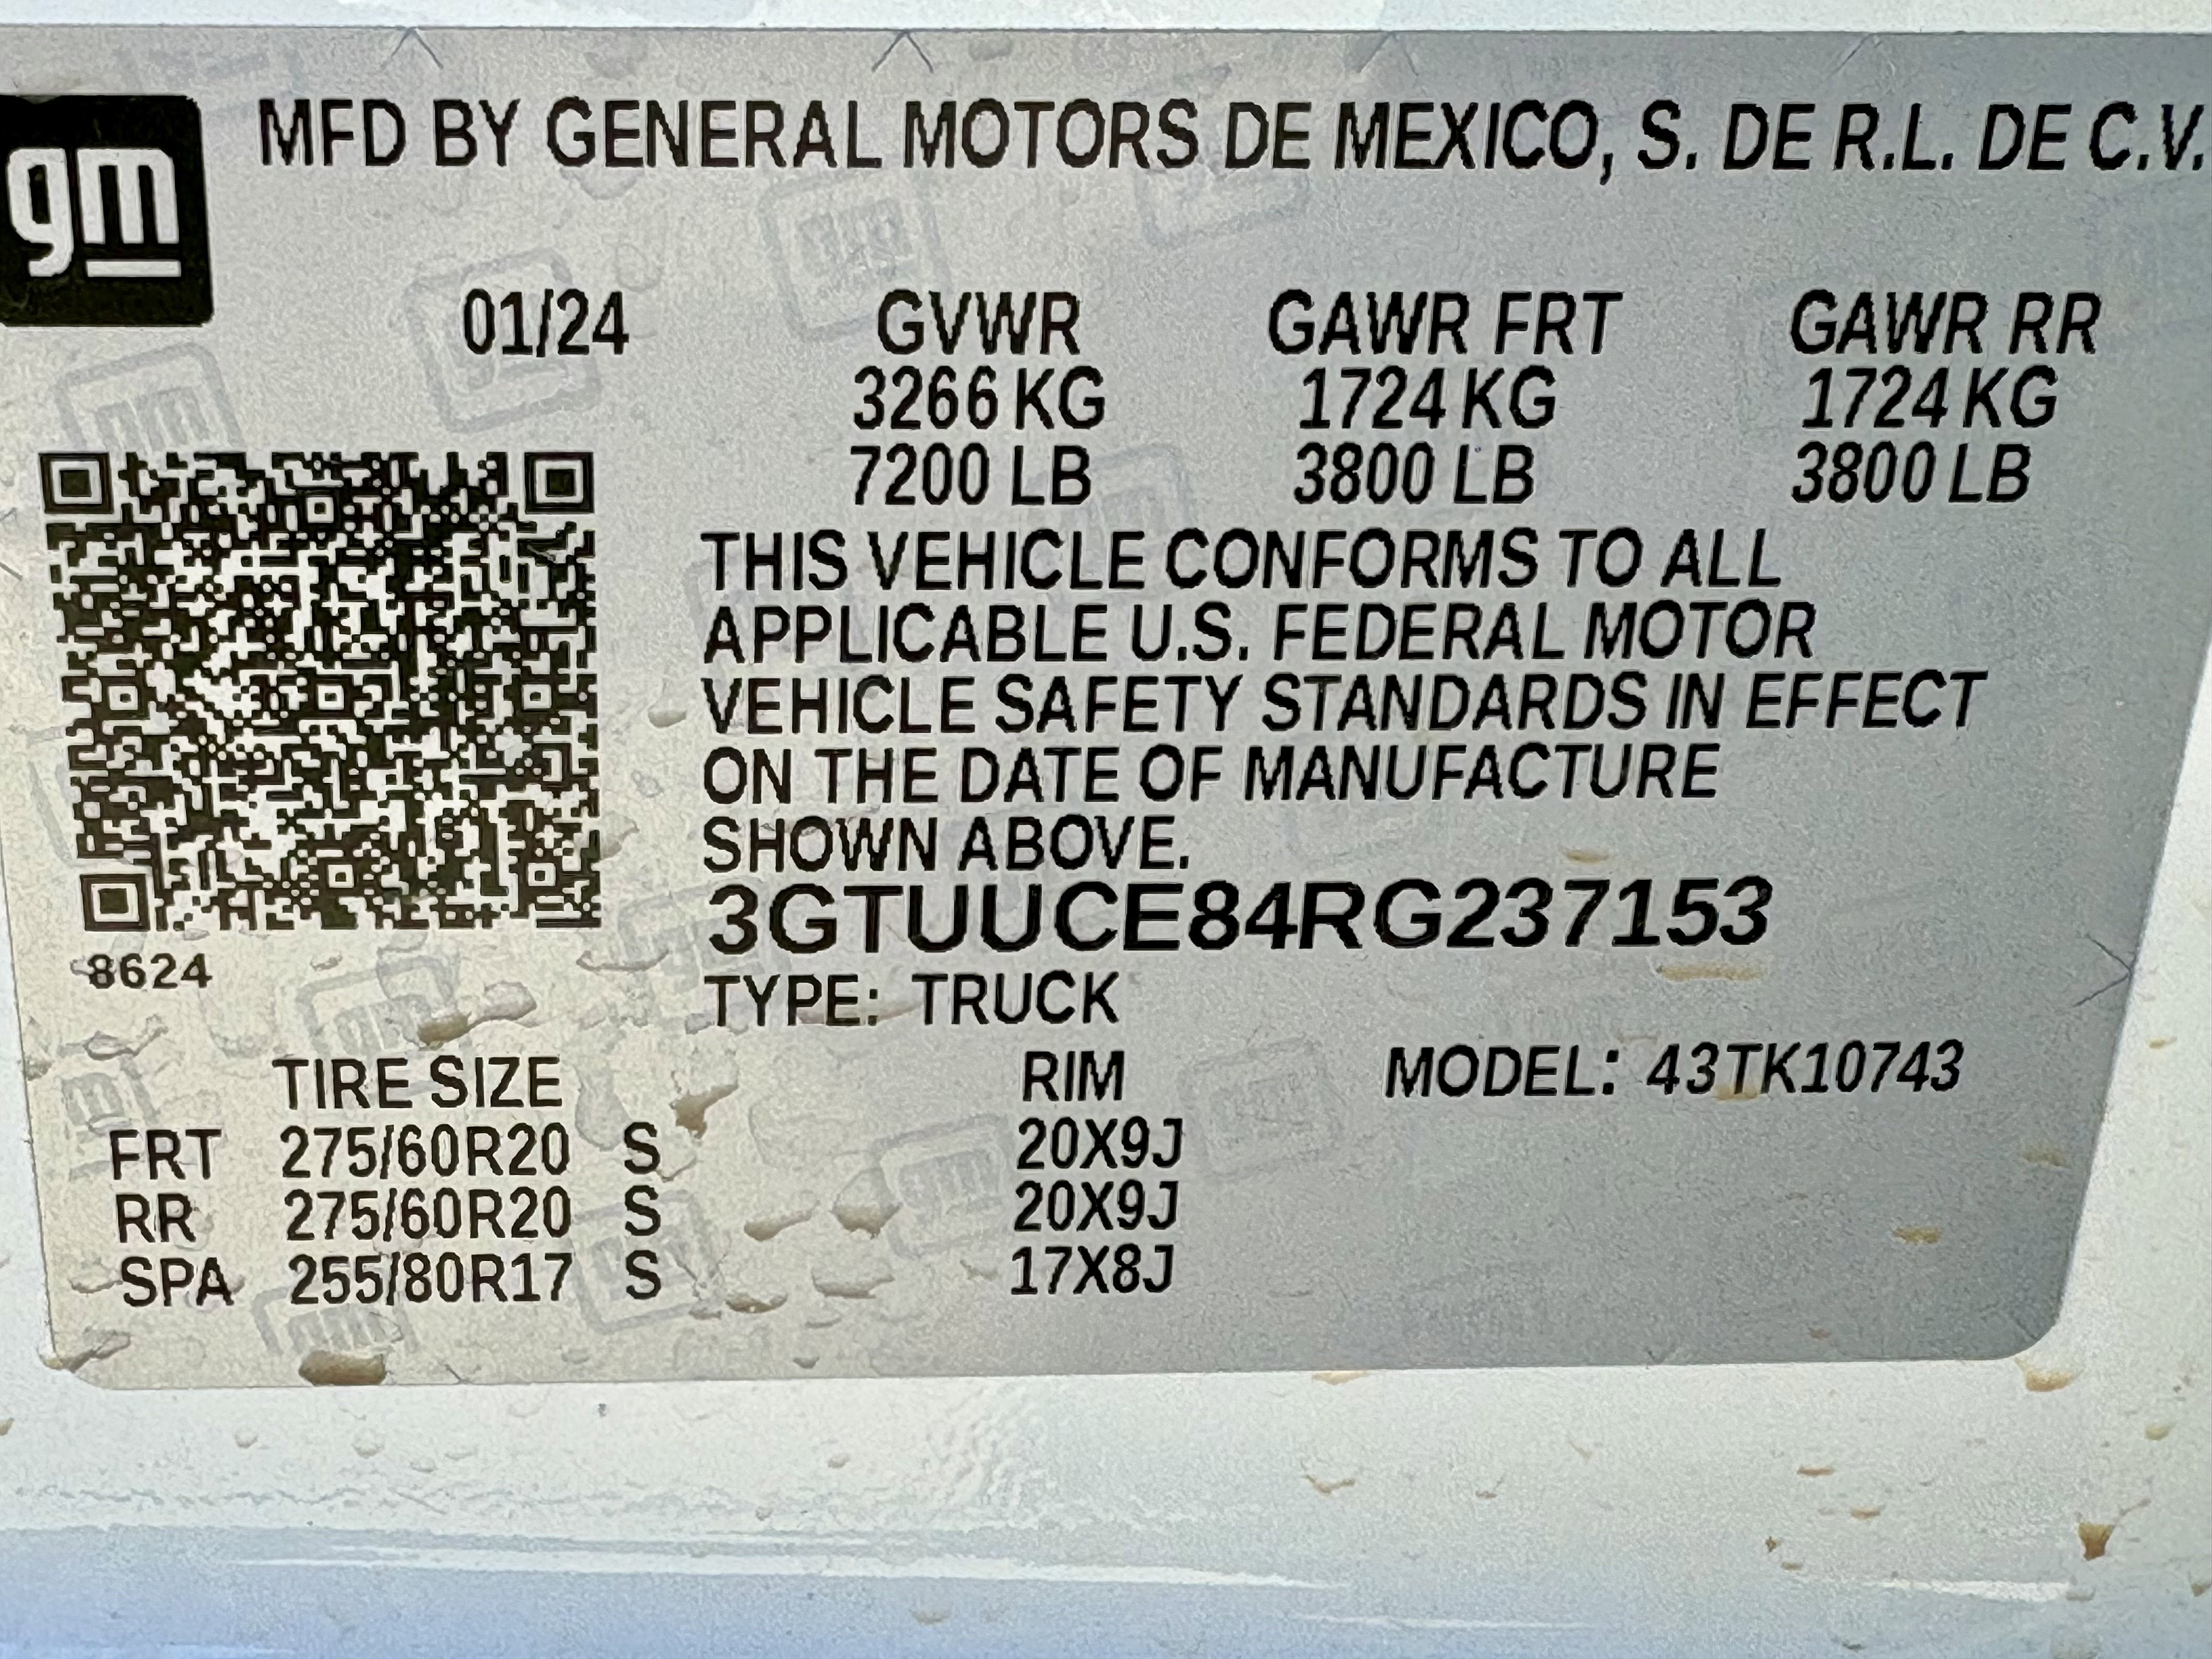 gm MFD BY GENERAL MOTORS DE MEXICO, S. DE R.L. DE C.V.
01/24 GVWR GAWR FRT GAWR RR
3266 KG 1724 KG 1724 KG
7200 LB 3800 LB 3800 LB
THIS VEHICLE CONFORMS TO ALL
APPLICABLE U.S. FEDERAL MOTOR
VEHICLE SAFETY STANDARDS IN EFFECT
ON THE DATE OF MANUFACTURE
SHOWN ABOVE.
3GTUUCE84RG237153
8624
TYPE: TRUCK
TIRE SIZE RIM MODEL: 43TK10743
FRT 275/60R20 S 20X9J
RR 275/60R20 S 20X9J
SPA 255/80R17 S 17X8J